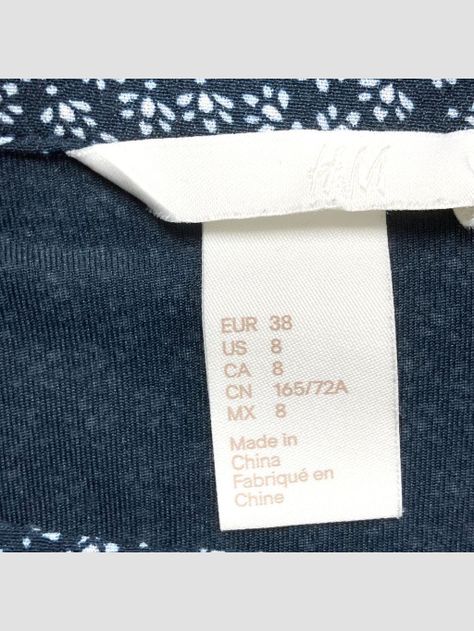 H&M
EUR 38
US 8
CA 8
CN 165/72A
MX 8
Made in
China
Fabriqué en
Chine